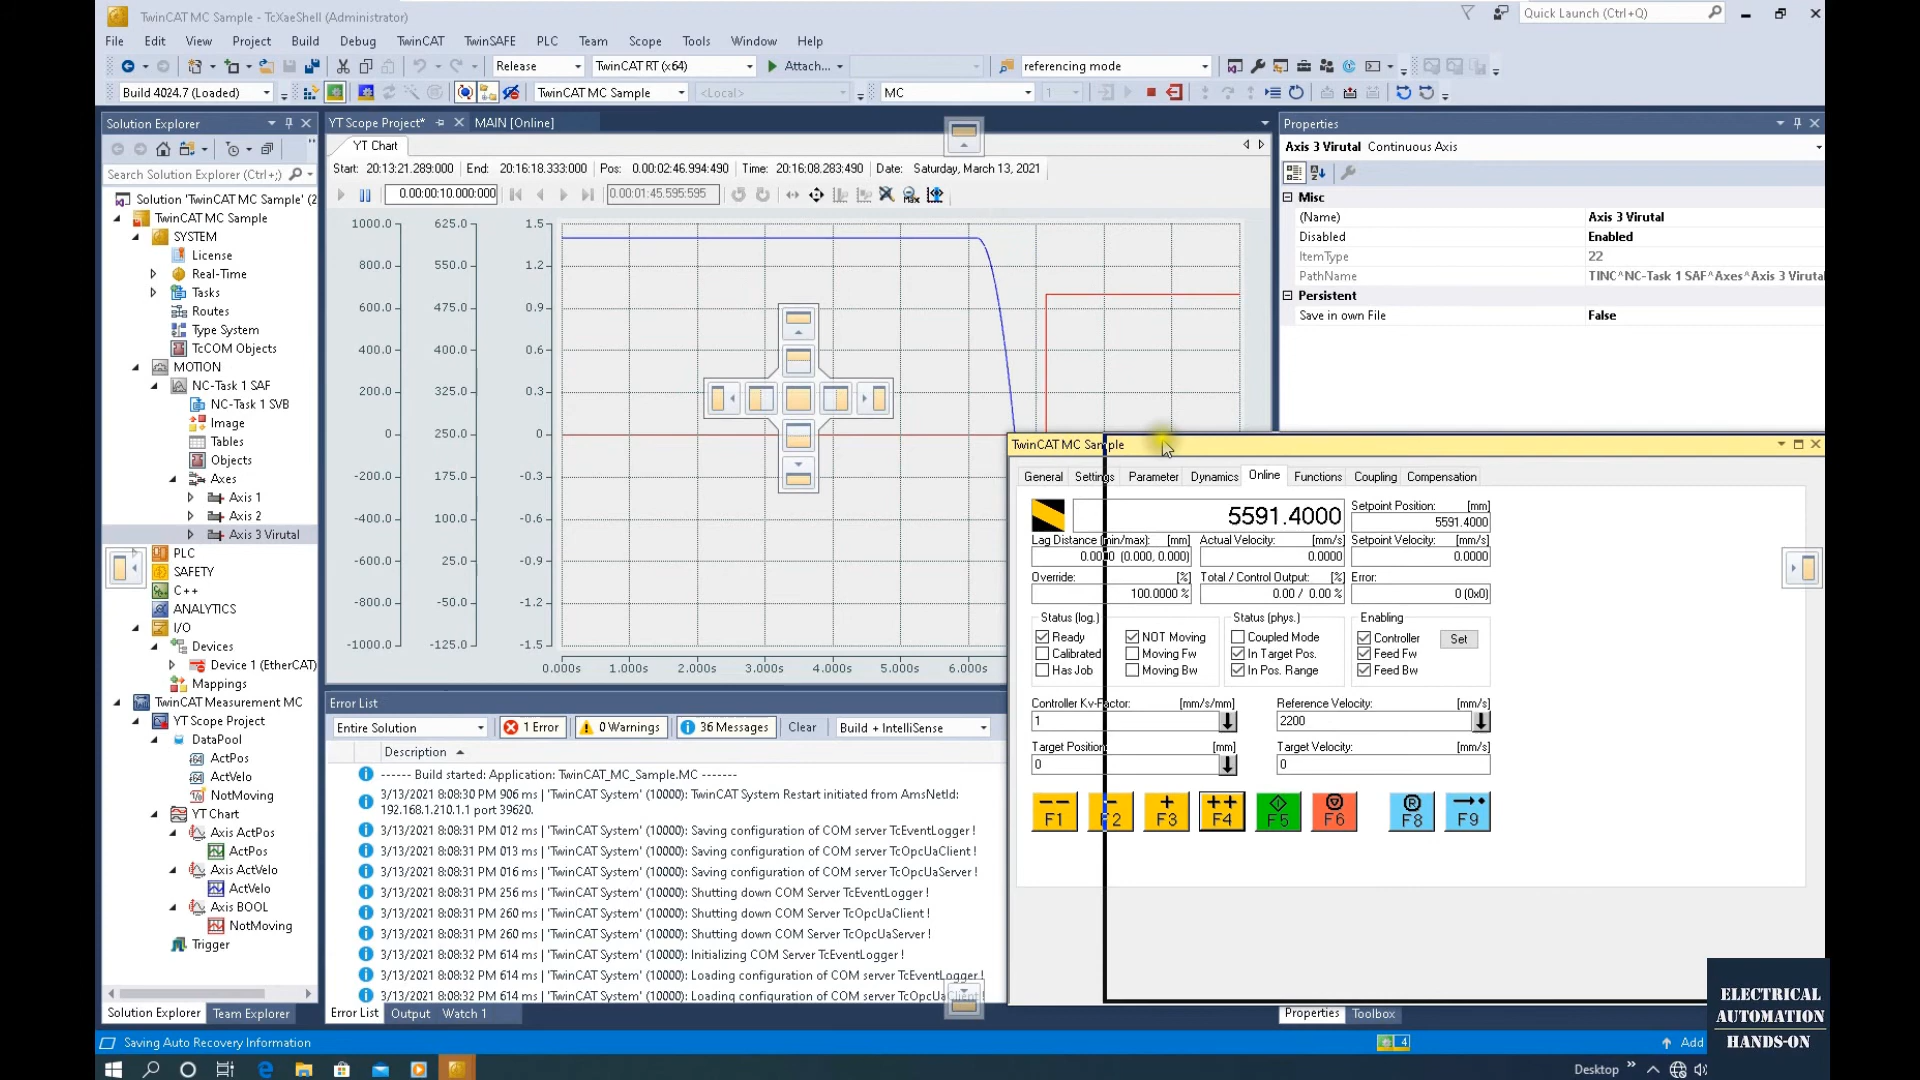 TwinCAT MC Sample - TcXaeShell (Administrator)
Quick Launch (Ctrl+Q)
File Edit View Project Build Debug TwinCAT TwinSAFE PLC Team Scope Tools Window Help
Release TwinCAT RT (x64) Attach... referencing mode
Build 4024.7 (Loaded) TwinCAT MC Sample <Local> MC 1
Solution Explorer
Search Solution Explorer (Ctrl+;)
Solution 'TwinCAT MC Sample' (2
TwinCAT MC Sample
SYSTEM
License
Real-Time
Tasks
Routes
Type System
TcCOM Objects
MOTION
NC-Task 1 SAF
NC-Task 1 SVB
Image
Tables
Objects
Axes
Axis 1
Axis 2
Axis 3 Virutal
PLC
SAFETY
C++
ANALYTICS
I/O
Devices
Device 1 (EtherCAT)
Mappings
TwinCAT Measurement MC
YT Scope Project
DataPool
ActPos
ActVelo
NotMoving
YT Chart
Axis ActPos
ActPos
Axis ActVelo
ActVelo
Axis BOOL
NotMoving
Trigger
Solution Explorer Team Explorer
YT Scope Project* MAIN [Online]
YT Chart
Start: 20:13:21.289:000 End: 20:16:18.333:000 Pos: 0.00:02:46.994:490 Time: 20:16:08.283:490 Date: Saturday, March 13, 2021
0.00:00:10.000:000 0.00:01:45.595:595
1000.0 625.0 1.5
800.0 550.0 1.2
600.0 475.0 0.9
400.0 400.0 0.6
200.0 325.0 0.3
0 250.0 0
-200.0 175.0 -0.3
-400.0 100.0 -0.6
-600.0 25.0 -0.9
-800.0 -50.0 -1.2
-1000.0 -125.0 -1.5
0.000s 1.000s 2.000s 3.000s 4.000s 5.000s 6.000s
Error List
Entire Solution 1 Error 0 Warnings 36 Messages Clear Build + IntelliSense
Description
------ Build started: Application: TwinCAT_MC_Sample.MC -------
3/13/2021 8:08:30 PM 906 ms | 'TwinCAT System' (10000): TwinCAT System Restart initiated from AmsNetId:
192.168.1.210.1.1 port 39620.
3/13/2021 8:08:31 PM 012 ms | 'TwinCAT System' (10000): Saving configuration of COM server TcEventLogger !
3/13/2021 8:08:31 PM 013 ms | 'TwinCAT System' (10000): Saving configuration of COM server TcOpcUaClient !
3/13/2021 8:08:31 PM 016 ms | 'TwinCAT System' (10000): Saving configuration of COM server TcOpcUaServer !
3/13/2021 8:08:31 PM 256 ms | 'TwinCAT System' (10000): Shutting down COM Server TcEventLogger !
3/13/2021 8:08:31 PM 260 ms | 'TwinCAT System' (10000): Shutting down COM Server TcOpcUaClient !
3/13/2021 8:08:31 PM 260 ms | 'TwinCAT System' (10000): Shutting down COM Server TcOpcUaServer !
3/13/2021 8:08:32 PM 614 ms | 'TwinCAT System' (10000): Initializing COM Server TcEventLogger !
3/13/2021 8:08:32 PM 614 ms | 'TwinCAT System' (10000): Loading configuration of COM server TcEventLogger !
3/13/2021 8:08:32 PM 614 ms | 'TwinCAT System' (10000): Loading configuration of COM server TcOpcUaClient !
Error List Output Watch 1
Properties
Axis 3 Virutal Continuous Axis
Misc
(Name) Axis 3 Virutal
Disabled Enabled
ItemType 22
PathName TINC^NC-Task 1 SAF^Axes^Axis 3 Virutal
Persistent
Save in own File False
TwinCAT MC Sample
General Settings Parameter Dynamics Online Functions Coupling Compensation
5591.4000
Setpoint Position: [mm]
5591.4000
Lag Distance (min/max): [mm] Actual Velocity: [mm/s] Setpoint Velocity: [mm/s]
0.0000 (0.000, 0.000) 0.0000 0.0000
Override: [%] Total / Control Output: [%] Error:
100.0000 % 0.00 / 0.00 % 0 (0x0)
Status (log.) Status (phys.) Enabling
Ready NOT Moving Coupled Mode Controller Set
Calibrated Moving Fw In Target Pos. Feed Fw
Has Job Moving Bw In Pos. Range Feed Bw
Controller Kv-Factor: [mm/s/mm] Reference Velocity: [mm/s]
1 2200
Target Position: [mm] Target Velocity: [mm/s]
0 0
-- - + ++ R
F1 F2 F3 F4 F5 F6 F8 F9
Properties Toolbox
Saving Auto Recovery Information
4 Add
Desktop
ELECTRICAL
AUTOMATION
HANDS-ON